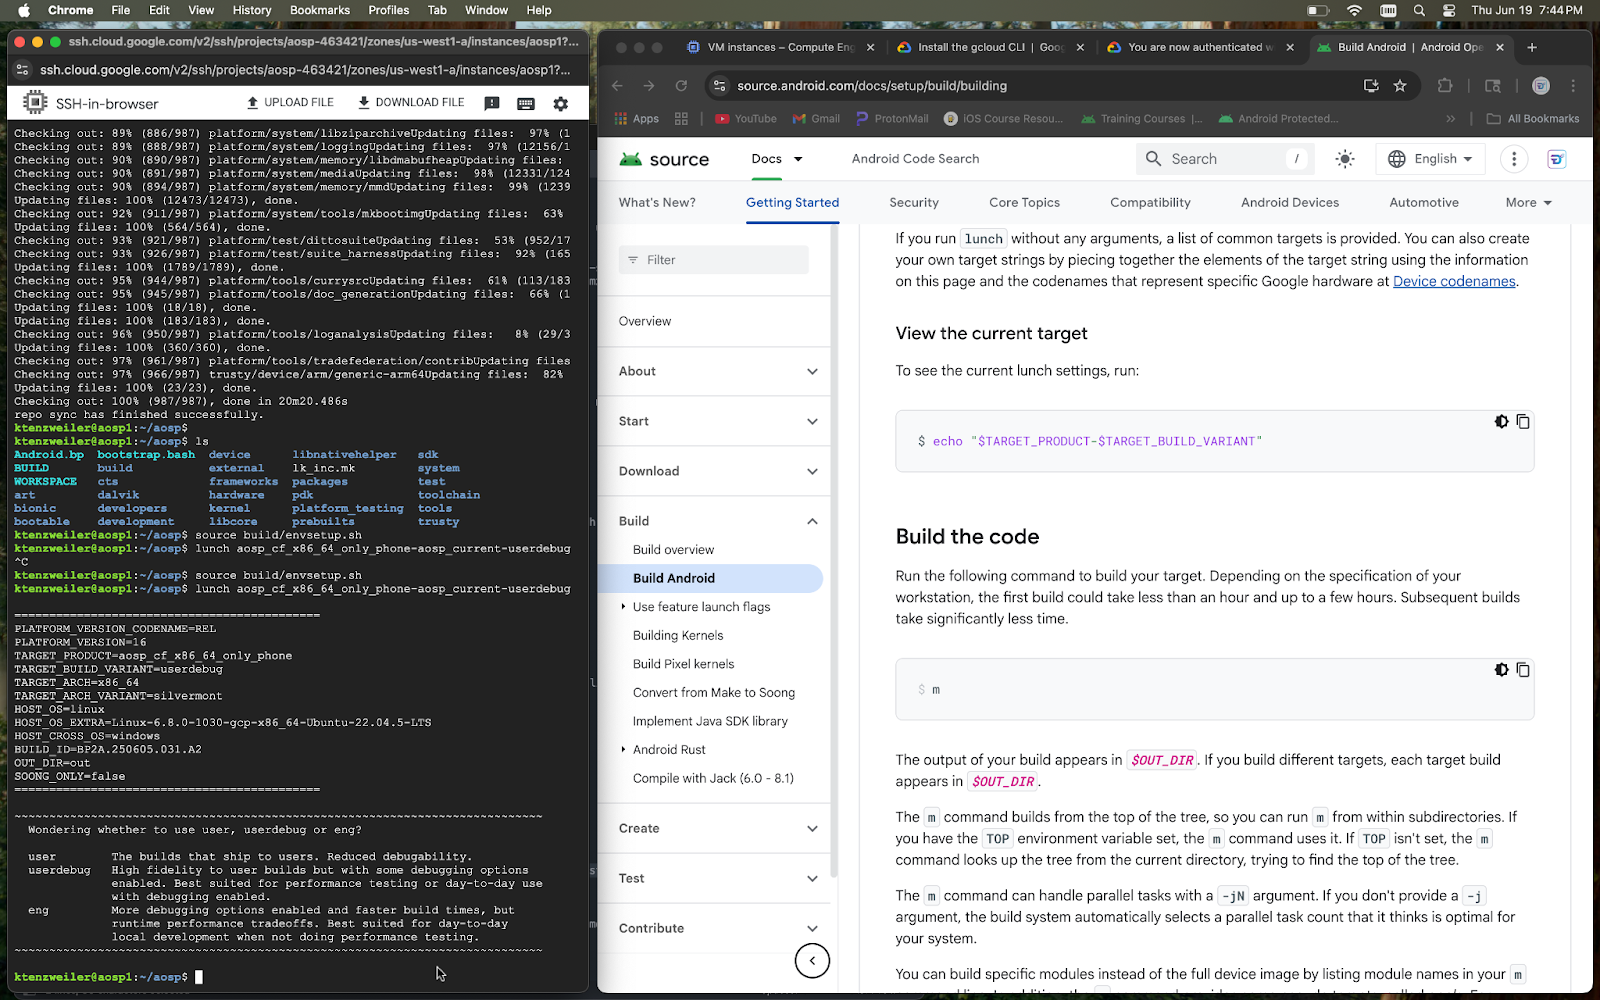 Chrome File Edit View History Bookmarks Profiles Tab Window Help Thu Jun 19 7:44 PM
ssh.cloud.google.com/v2/ssh/projects/aosp-463421/zones/us-west1-a/instances/aosp1?...
ssh.cloud.google.com/v2/ssh/projects/aosp-463421/zones/us-west1-a/instances/aosp1?...
SSH-in-browser UPLOAD FILE DOWNLOAD FILE
Checking out: 89% (886/987) platform/system/libziparchiveUpdating files: 97% (1
Checking out: 89% (888/987) platform/system/loggingUpdating files: 97% (12156/1
Checking out: 90% (890/987) platform/system/memory/libdmabufheapUpdating files:
Checking out: 90% (891/987) platform/system/mediaUpdating files: 98% (12331/124
Checking out: 90% (894/987) platform/system/memory/mmdUpdating files: 99% (1239
Updating files: 100% (12473/12473), done.
Checking out: 92% (911/987) platform/system/tools/mkbootimgUpdating files: 63%
Updating files: 100% (564/564), done.
Checking out: 93% (921/987) platform/test/dittosuiteUpdating files: 53% (952/17
Checking out: 93% (926/987) platform/test/suite_harnessUpdating files: 92% (165
Updating files: 100% (1789/1789), done.
Checking out: 95% (944/987) platform/tools/currysrcUpdating files: 61% (113/183
Checking out: 95% (945/987) platform/tools/doc_generationUpdating files: 66% (1
Updating files: 100% (18/18), done.
Updating files: 100% (183/183), done.
Checking out: 96% (950/987) platform/tools/loganalysisUpdating files: 8% (29/3
Updating files: 100% (360/360), done.
Checking out: 97% (961/987) platform/tools/tradefederation/contribUpdating files
Checking out: 97% (966/987) trusty/device/arm/generic-arm64Updating files: 82%
Updating files: 100% (23/23), done.
Checking out: 100% (987/987), done in 20m20.486s
repo sync has finished successfully.
ktenzweiler@aosp1:~/aosp$
ktenzweiler@aosp1:~/aosp$ ls
Android.bp bootstrap.bash device libnativehelper sdk
BUILD build external lk_inc.mk system
WORKSPACE cts frameworks packages test
art dalvik hardware pdk toolchain
bionic developers kernel platform_testing tools
bootable development libcore prebuilts trusty
ktenzweiler@aosp1:~/aosp$ source build/envsetup.sh
ktenzweiler@aosp1:~/aosp$ lunch aosp_cf_x86_64_only_phone-aosp_current-userdebug
^C
ktenzweiler@aosp1:~/aosp$ source build/envsetup.sh
ktenzweiler@aosp1:~/aosp$ lunch aosp_cf_x86_64_only_phone-aosp_current-userdebug
============================================
PLATFORM_VERSION_CODENAME=REL
PLATFORM_VERSION=16
TARGET_PRODUCT=aosp_cf_x86_64_only_phone
TARGET_BUILD_VARIANT=userdebug
TARGET_ARCH=x86_64
TARGET_ARCH_VARIANT=silvermont
HOST_OS=linux
HOST_OS_EXTRA=Linux-6.8.0-1030-gcp-x86_64-Ubuntu-22.04.5-LTS
HOST_CROSS_OS=windows
BUILD_ID=BP2A.250605.031.A2
OUT_DIR=out
SOONG_ONLY=false
============================================
~~~~~~~~~~~~~~~~~~~~~~~~~~~~~~~~~~~~~~~~~~~~~~~~~~~~~~~~~~~~~~~~~~~~~~~~~~~~
Wondering whether to use user, userdebug or eng?
user The builds that ship to users. Reduced debugability.
userdebug High fidelity to user builds but with some debugging options
enabled. Best suited for performance testing or day-to-day use
with debugging enabled.
eng More debugging options enabled and faster build times, but
runtime performance tradeoffs. Best suited for day-to-day
local development when not doing performance testing.
~~~~~~~~~~~~~~~~~~~~~~~~~~~~~~~~~~~~~~~~~~~~~~~~~~~~~~~~~~~~~~~~~~~~~~~~~~~~
ktenzweiler@aosp1:~/aosp$
VM instances – Compute Eng Install the gcloud CLI | Goog You are now authenticated w Build Android | Android Ope
source.android.com/docs/setup/build/building
Apps YouTube Gmail ProtonMail iOS Course Resou... Training Courses |... Android Protected... » All Bookmarks
source Docs Android Code Search Search / English
What's New? Getting Started Security Core Topics Compatibility Android Devices Automotive More
Filter
Overview
About
Start
Download
Build
Build overview
Build Android
Use feature launch flags
Building Kernels
Build Pixel kernels
Convert from Make to Soong
Implement Java SDK library
Android Rust
Compile with Jack (6.0 - 8.1)
Create
Test
Contribute
If you run lunch without any arguments, a list of common targets is provided. You can also create
your own target strings by piecing together the elements of the target string using the information
on this page and the codenames that represent specific Google hardware at Device codenames.
View the current target
To see the current lunch settings, run:
$ echo "$TARGET_PRODUCT-$TARGET_BUILD_VARIANT"
Build the code
Run the following command to build your target. Depending on the specification of your
workstation, the first build could take less than an hour and up to a few hours. Subsequent builds
take significantly less time.
$ m
The output of your build appears in $OUT_DIR. If you build different targets, each target build
appears in $OUT_DIR.
The m command builds from the top of the tree, so you can run m from within subdirectories. If
you have the TOP environment variable set, the m command uses it. If TOP isn't set, the m
command looks up the tree from the current directory, trying to find the top of the tree.
The m command can handle parallel tasks with a -jN argument. If you don't provide a -j
argument, the build system automatically selects a parallel task count that it thinks is optimal for
your system.
You can build specific modules instead of the full device image by listing module names in your m